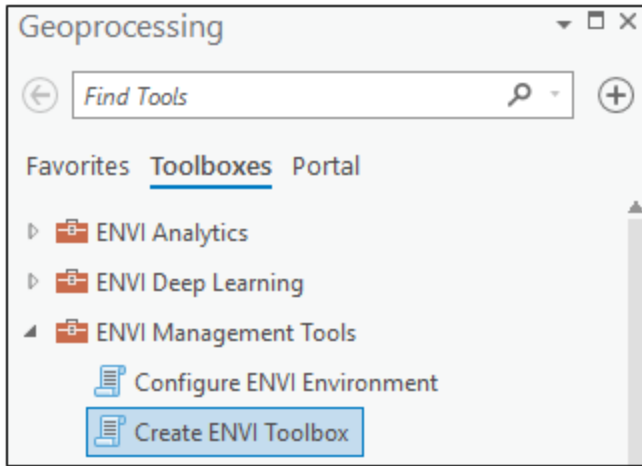 Geoprocessing
Find Tools
Favorites Toolboxes Portal
ENVI Analytics
ENVI Deep Learning
ENVI Management Tools
Configure ENVI Environment
Create ENVI Toolbox